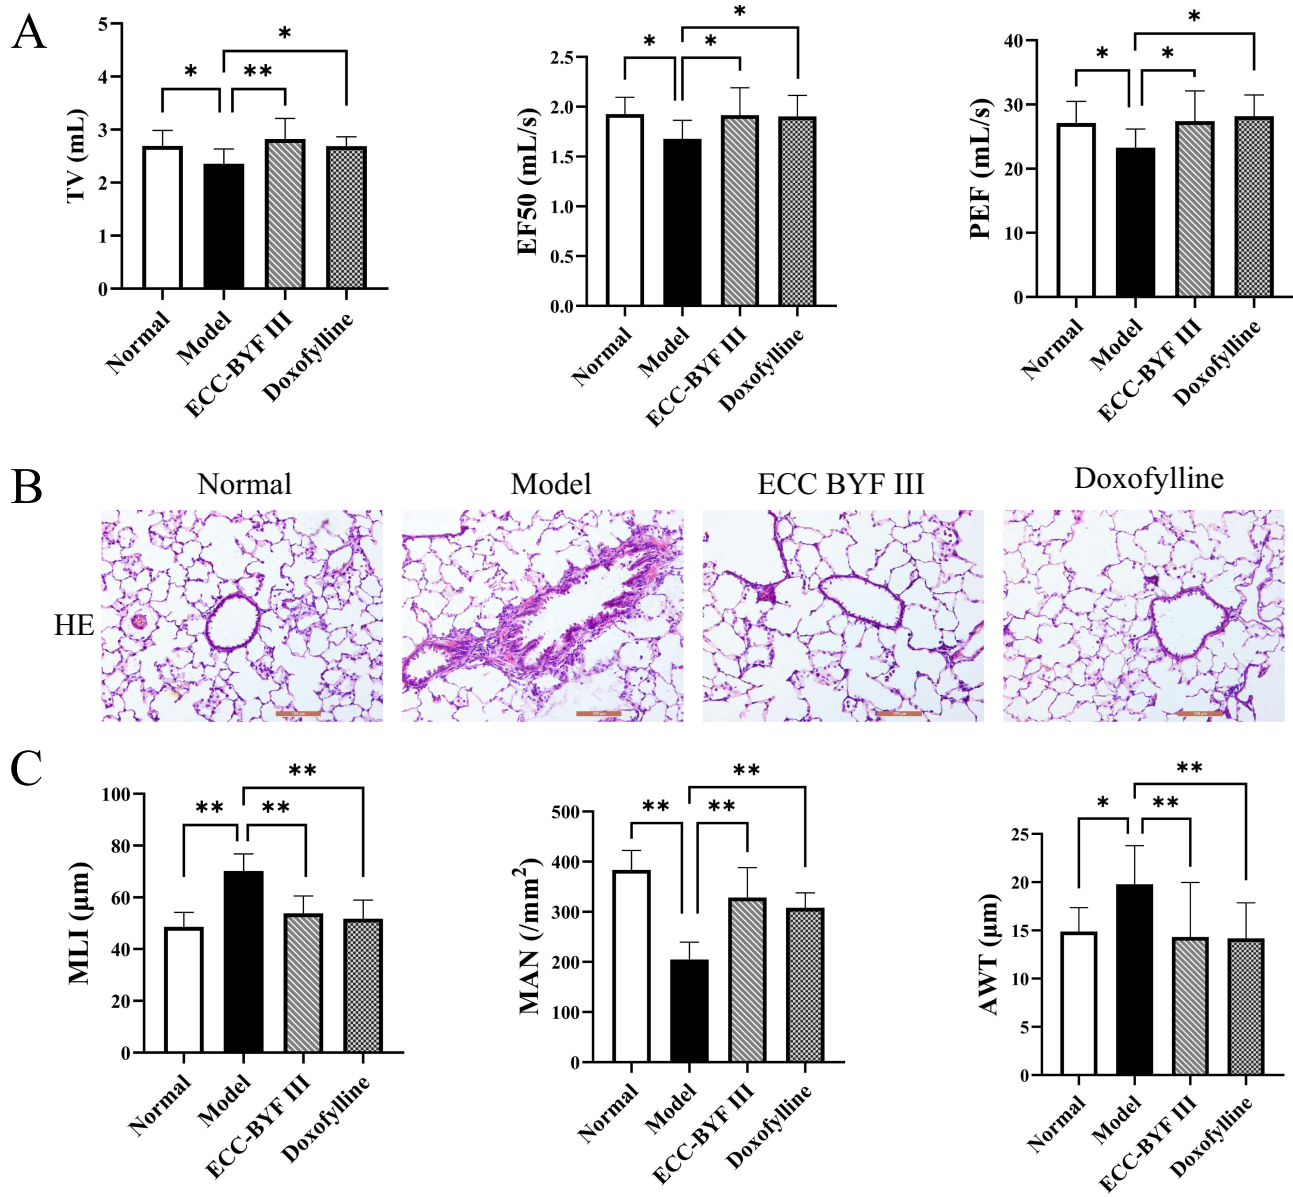 A
TV (mL)
5
4
3
2
1
0
*
**
*
Normal
Model
ECC-BYF III
Doxofylline
EF50 (mL/s)
2.5
2.0
1.5
1.0
0.5
0.0
*
*
*
Normal
Model
ECC-BYF III
Doxofylline
PEF (mL/s)
40
30
20
10
0
*
*
*
Normal
Model
ECC-BYF III
Doxofylline
B
Normal
Model
ECC BYF III
Doxofylline
HE
C
MLI (μm)
100
80
60
40
20
0
**
**
**
Normal
Model
ECC-BYF III
Doxofylline
MAN (/mm²)
500
400
300
200
100
0
**
**
**
Normal
Model
ECC-BYF III
Doxofylline
AWT (μm)
25
20
15
10
5
0
*
**
**
Normal
Model
ECC-BYF III
Doxofylline